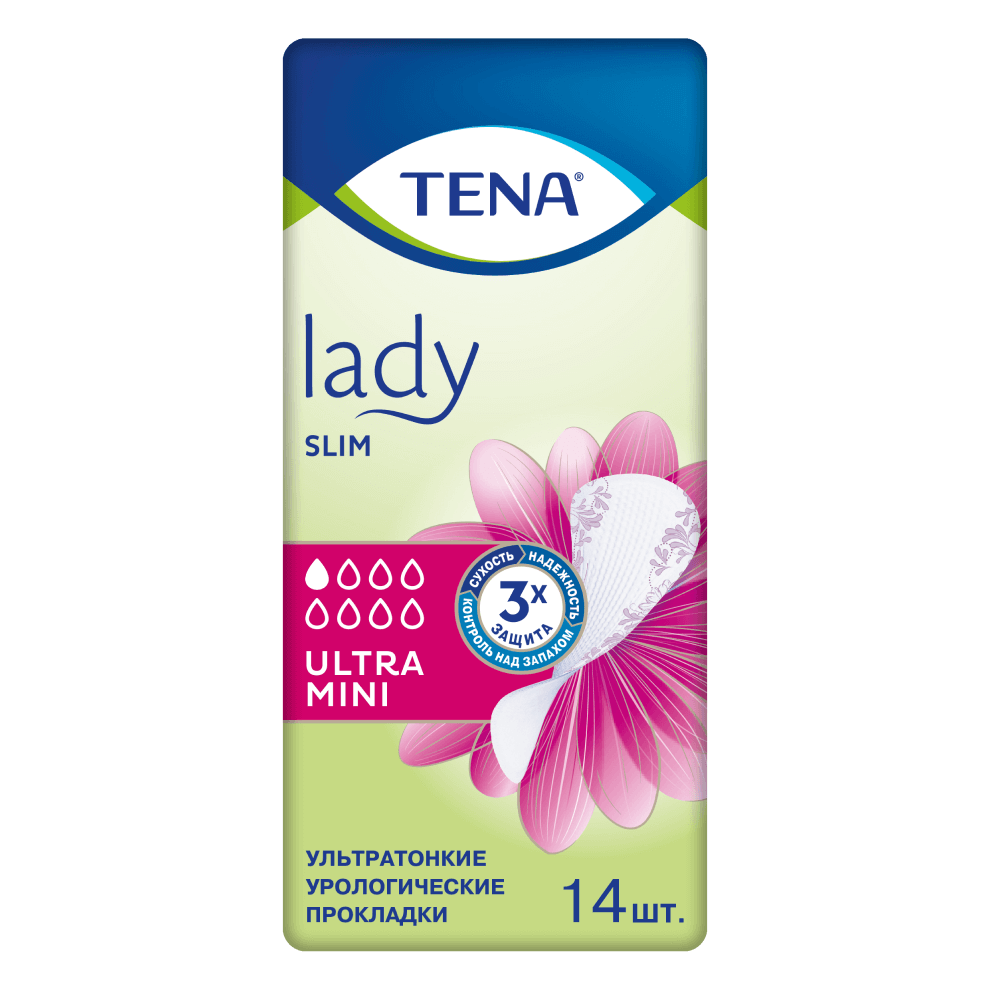 TENA®
lady
SLIM
СУХОСТЬ
НАДЕЖНОСТЬ
КОНТРОЛЬ НАД ЗАПАХОМ
3X
ЗАЩИТА
ULTRA
MINI
УЛЬТРАТОНКИЕ
УРОЛОГИЧЕСКИЕ
ПРОКЛАДКИ
14 шт.